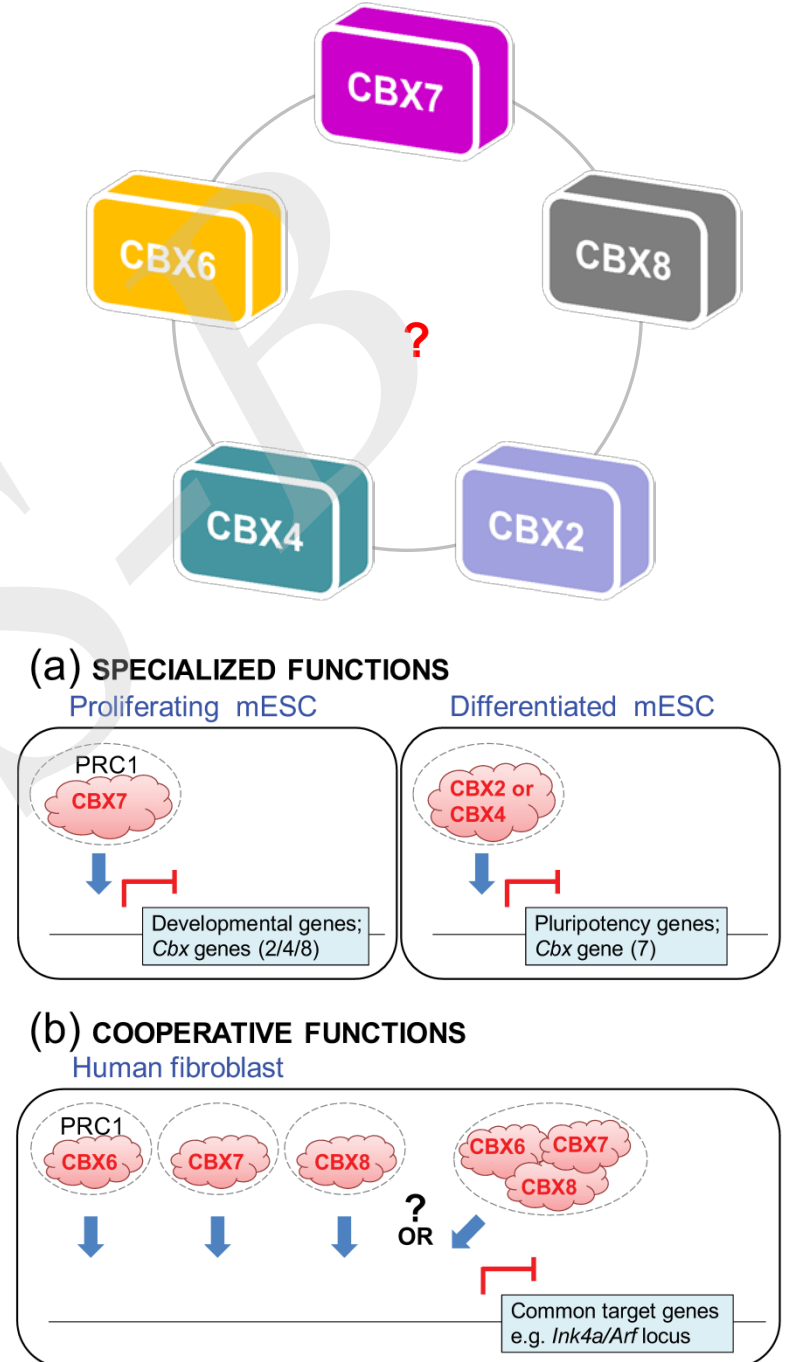 CBX7
CBX6
CBX8
?
CBX4
CBX2
(a) SPECIALIZED FUNCTIONS
Proliferating mESC
Differentiated mESC
PRC1
CBX7
CBX2 or
CBX4
Developmental genes;
Cbx genes (2/4/8)
Pluripotency genes;
Cbx gene (7)
(b) COOPERATIVE FUNCTIONS
Human fibroblast
PRC1
CBX6
CBX7
CBX8
CBX6
CBX7
CBX8
?
OR
Common target genes
e.g. Ink4a/Arf locus